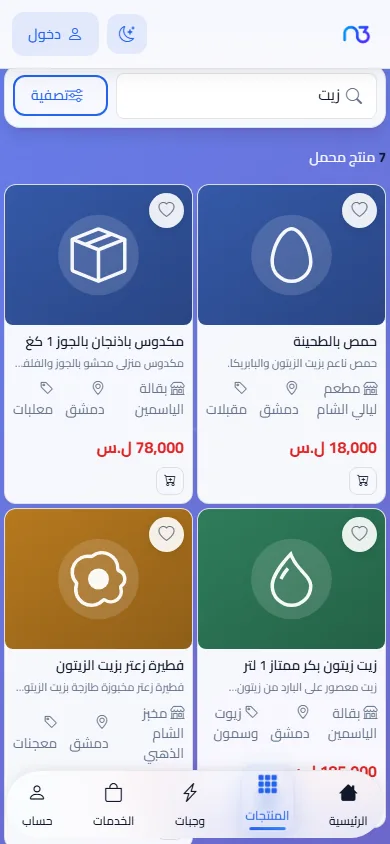 دخول
زيت
تصفية
7 منتج محمل
حمص بالطحينة
حمص ناعم بزيت الزيتون والبابريكا.
مطعم ليالي الشام
دمشق
مقبلات
18,000 ل.س
مكدوس باذنجان بالجوز 1 كغ
مكدوس منزلي محشو بالجوز والفلفـ...
بقالة الياسمين
دمشق
معلبات
78,000 ل.س
زيت زيتون بكر ممتاز 1 لتر
زيت معصور على البارد من زيتون...
بقالة الياسمين
دمشق
زيوت وسمون
فطيرة زعتر بزيت الزيتون
فطيرة زعتر مخبوزة طازجة بزيت الزيتو...
مخبز الشام الذهبي
دمشق
معجنات
الرئيسية
المنتجات
وجبات
الخدمات
حساب